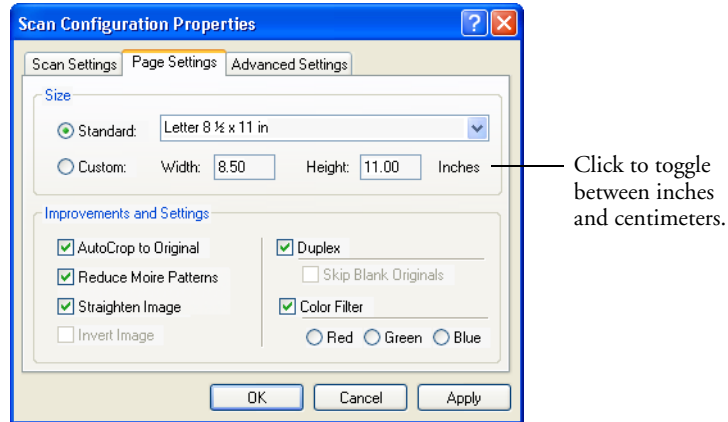 Scan Configuration Properties
Scan Settings Page Settings Advanced Settings
Size
Standard: Letter 8 ½ x 11 in
Custom: Width: 8.50 Height: 11.00 Inches
Click to toggle
between inches
and centimeters.
Improvements and Settings
AutoCrop to Original
Duplex
Reduce Moire Patterns
Skip Blank Originals
Straighten Image
Color Filter
Invert Image
Red Green Blue
OK Cancel Apply